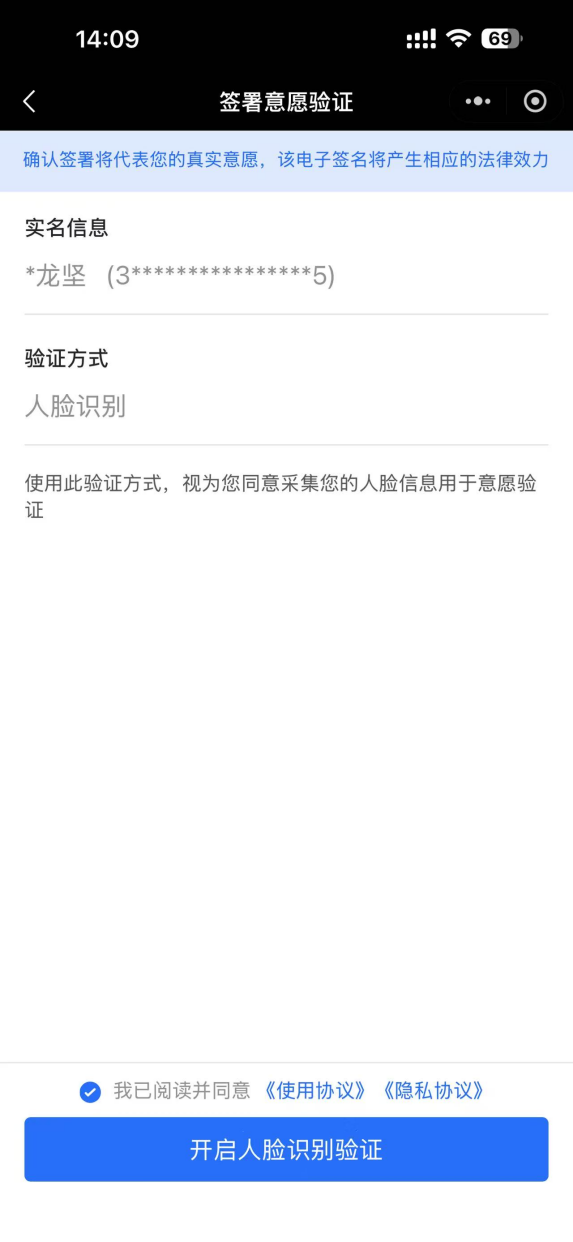 14:09
69
签署意愿验证
确认签署将代表您的真实意愿，该电子签名将产生相应的法律效力
实名信息
*龙坚 (3***************5)
验证方式
人脸识别
使用此验证方式，视为您同意采集您的人脸信息用于意愿验
证
我已阅读并同意《使用协议》《隐私协议》
开启人脸识别验证